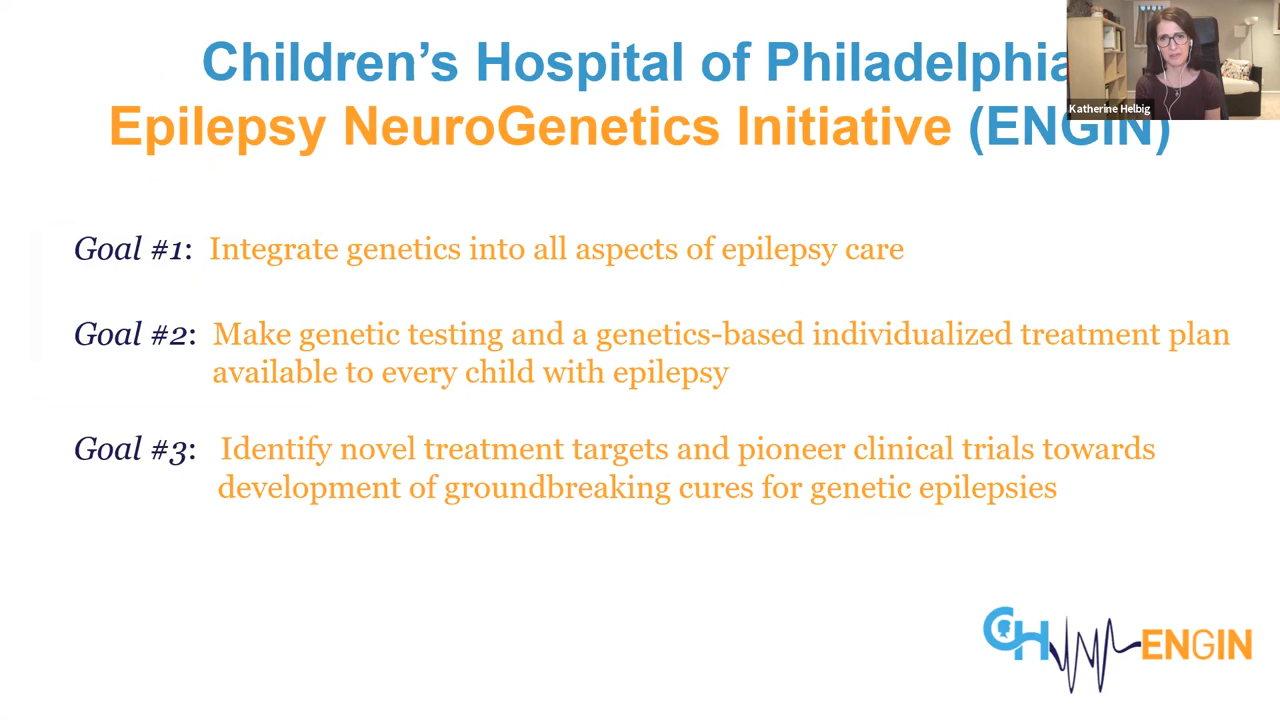 Children's Hospital of Philadelphia
Epilepsy NeuroGenetics Initiative (ENGIN)
Katherine Helbig
Goal #1: Integrate genetics into all aspects of epilepsy care
Goal #2: Make genetic testing and a genetics-based individualized treatment plan
available to every child with epilepsy
Goal #3: Identify novel treatment targets and pioneer clinical trials towards
development of groundbreaking cures for genetic epilepsies
CH ENGIN